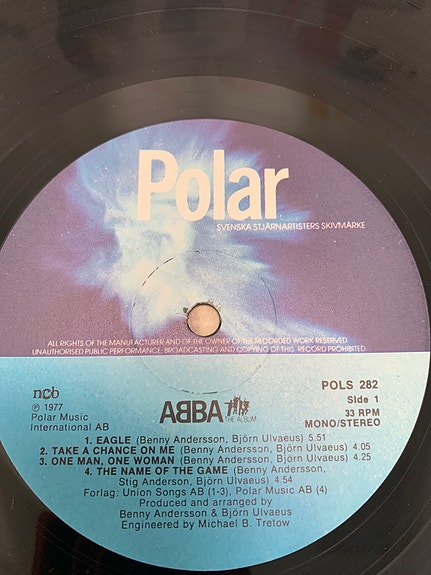 Polar
SVENSKA STJÄRNARTISTERS SKIVMÄRKE
ALL RIGHTS OF THE MANUFACTURER AND OF THE OWNER OF THE RECORDED WORK RESERVED
UNAUTHORISED PUBLIC PERFORMANCE, BROADCASTING AND COPYING OF THIS RECORD PROHIBITED
ncb
℗ 1977
Polar Music
International AB
ABBA THE ALBUM
POLS 282
Side 1
33 RPM
MONO/STEREO
1. EAGLE (Benny Andersson, Björn Ulvaeus) 5.51
2. TAKE A CHANCE ON ME (Benny Andersson, Björn Ulvaeus) 4.05
3. ONE MAN, ONE WOMAN (Benny Andersson, Björn Ulvaeus) 4.25
4. THE NAME OF THE GAME (Benny Andersson,
Stig Anderson, Björn Ulvaeus) 4.54
Forlag: Union Songs AB (1-3), Polar Music AB (4)
Produced and arranged by
Benny Andersson & Björn Ulvaeus
Engineered by Michael B. Tretow